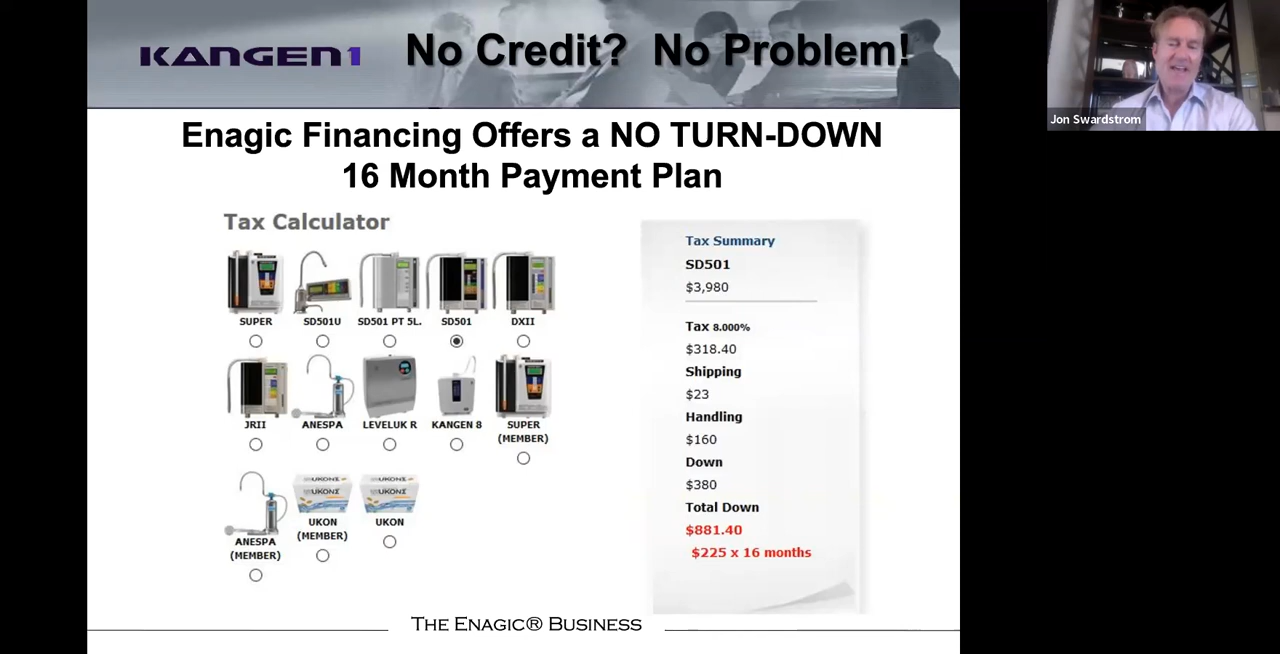 KANGEN1
No Credit? No Problem!
Jon Swardstrom
Enagic Financing Offers a NO TURN-DOWN
16 Month Payment Plan
Tax Calculator
SUPER
SD501U
SD501 PT 5L.
SD501
DXII
JRII
ANESPA
LEVELUK R
KANGEN 8
SUPER
(MEMBER)
UKON
UKON
ANESPA
(MEMBER)
UKON
(MEMBER)
UKON
Tax Summary
SD501
$3,980
Tax 8.000%
$318.40
Shipping
$23
Handling
$160
Down
$380
Total Down
$881.40
$225 x 16 months
THE ENAGIC® BUSINESS